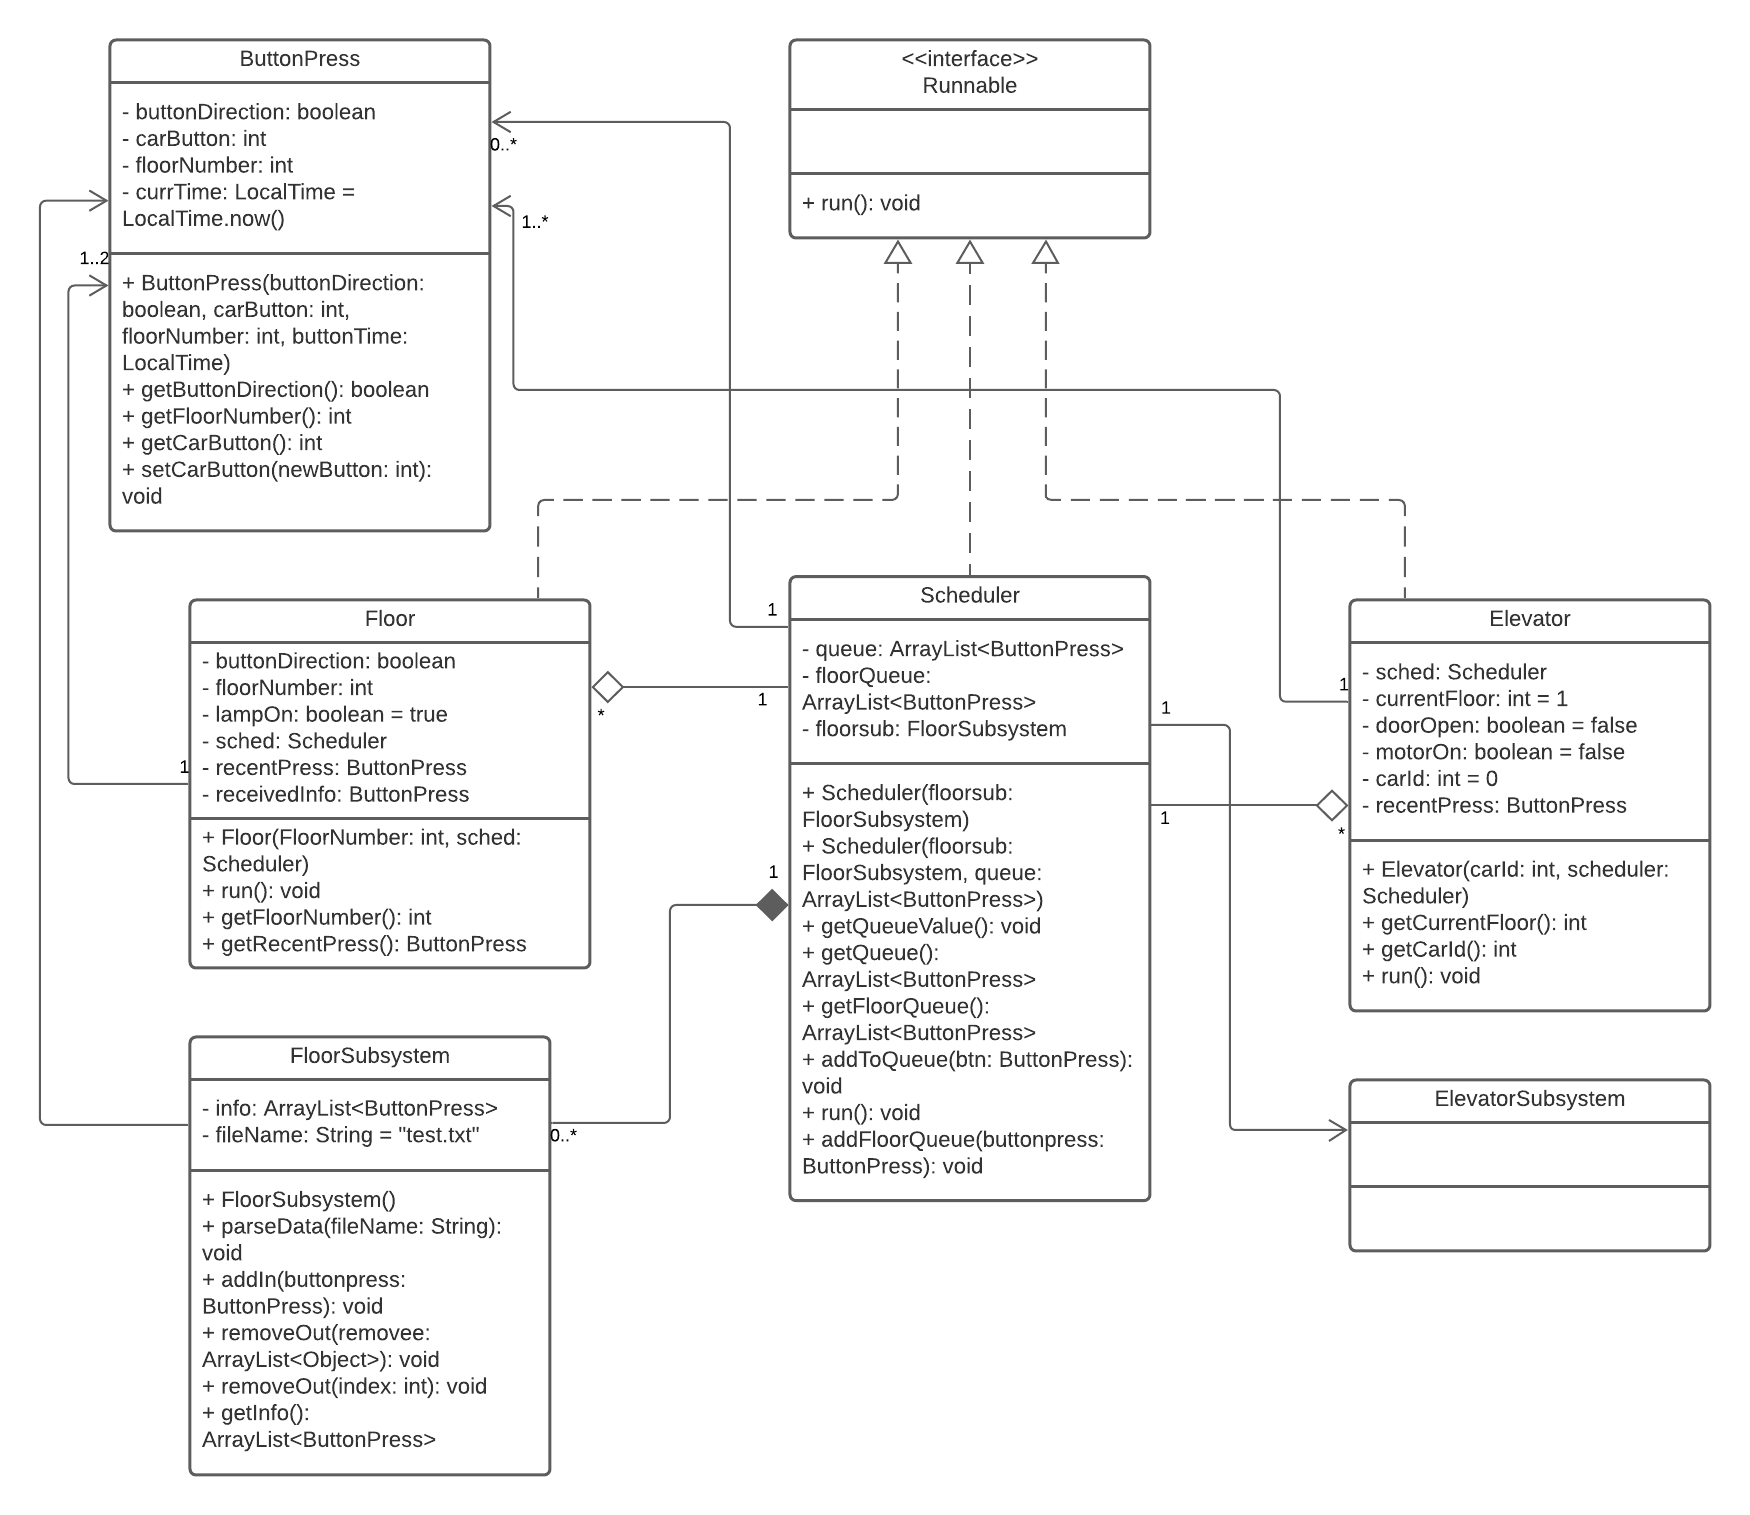 ButtonPress
- buttonDirection: boolean
- carButton: int
- floorNumber: int
- currTime: LocalTime =
LocalTime.now()
+ ButtonPress(buttonDirection:
boolean, carButton: int,
floorNumber: int, buttonTime:
LocalTime)
+ getButtonDirection(): boolean
+ getFloorNumber(): int
+ getCarButton(): int
+ setCarButton(newButton: int):
void
0..*
1..*
1..2
<<interface>>
Runnable
+ run(): void
Floor
- buttonDirection: boolean
- floorNumber: int
- lampOn: boolean = true
- sched: Scheduler
- recentPress: ButtonPress
- receivedInfo: ButtonPress
+ Floor(FloorNumber: int, sched:
Scheduler)
+ run(): void
+ getFloorNumber(): int
+ getRecentPress(): ButtonPress
1
*
1
1
1
Scheduler
- queue: ArrayList<ButtonPress>
- floorQueue:
ArrayList<ButtonPress>
- floorsub: FloorSubsystem
+ Scheduler(floorsub:
FloorSubsystem)
+ Scheduler(floorsub:
FloorSubsystem, queue:
ArrayList<ButtonPress>)
+ getQueueValue(): void
+ getQueue():
ArrayList<ButtonPress>
+ getFloorQueue():
ArrayList<ButtonPress>
+ addToQueue(btn: ButtonPress):
void
+ run(): void
+ addFloorQueue(buttonpress:
ButtonPress): void
1
1
1
*
Elevator
- sched: Scheduler
- currentFloor: int = 1
- doorOpen: boolean = false
- motorOn: boolean = false
- carId: int = 0
- recentPress: ButtonPress
+ Elevator(carId: int, scheduler:
Scheduler)
+ getCurrentFloor(): int
+ getCarId(): int
+ run(): void
FloorSubsystem
- info: ArrayList<ButtonPress>
- fileName: String = "test.txt"
+ FloorSubsystem()
+ parseData(fileName: String):
void
+ addIn(buttonpress:
ButtonPress): void
+ removeOut(removee:
ArrayList<Object>): void
+ removeOut(index: int): void
+ getInfo():
ArrayList<ButtonPress>
0..*
ElevatorSubsystem